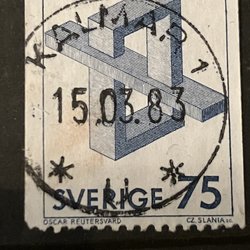 KALMAR 1
15.03.83
SVERIGE 75
OSCAR REUTERSVÄRD CZ. SLANIA SC.